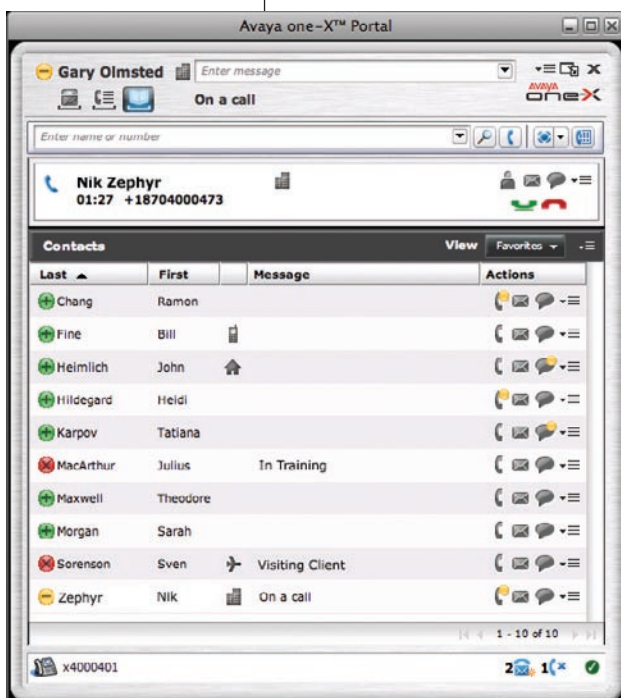 Avaya one-X™ Portal
Gary Olmsted Enter message
On a call
AVAYA
one-X
Enter name or number
Nik Zephyr
01:27 +18704000473
Contacts View Favorites
Last First Message Actions
Chang Ramon
Fine Bill
Heimlich John
Hildegard Heidi
Karpov Tatiana
MacArthur Julius In Training
Maxwell Theodore
Morgan Sarah
Sorenson Sven Visiting Client
Zephyr Nik On a call
1 - 10 of 10
x4000401 2 1